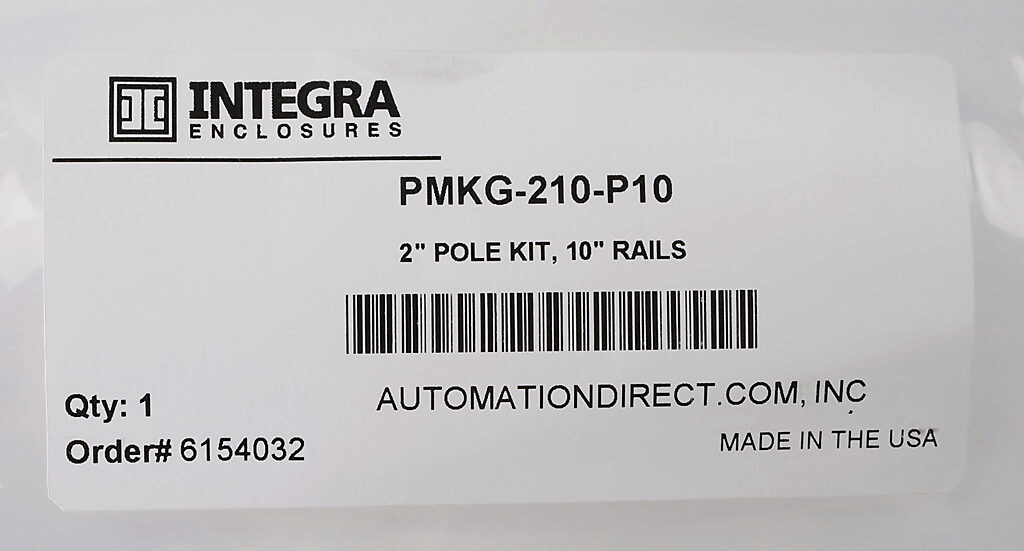 INTEGRA
ENCLOSURES
PMKG-210-P10
2" POLE KIT, 10" RAILS
AUTOMATIONDIRECT.COM, INC
Qty: 1
Order# 6154032
MADE IN THE USA